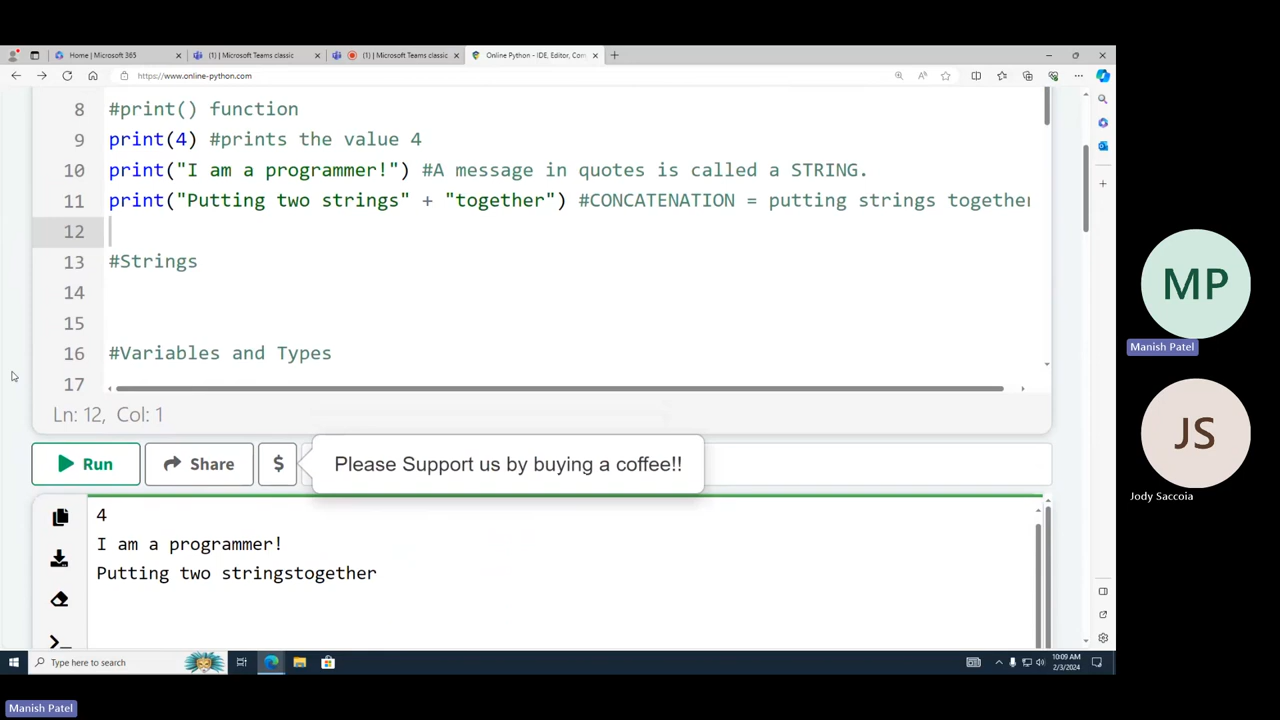 Home | Microsoft 365
(1) | Microsoft Teams classic
(1) | Microsoft Teams classic
Online Python - IDE, Editor, Com
https://www.online-python.com
8 #print() function
9 print(4) #prints the value 4
10 print("I am a programmer!") #A message in quotes is called a STRING.
11 print("Putting two strings" + "together") #CONCATENATION = putting strings together
12
13 #Strings
14
15
16 #Variables and Types
17
Ln: 12, Col: 1
Run
Share
$
Please Support us by buying a coffee!!
4
I am a programmer!
Putting two stringstogether
MP
Manish Patel
JS
Jody Saccoia
Type here to search
10:09 AM
2/3/2024
Manish Patel